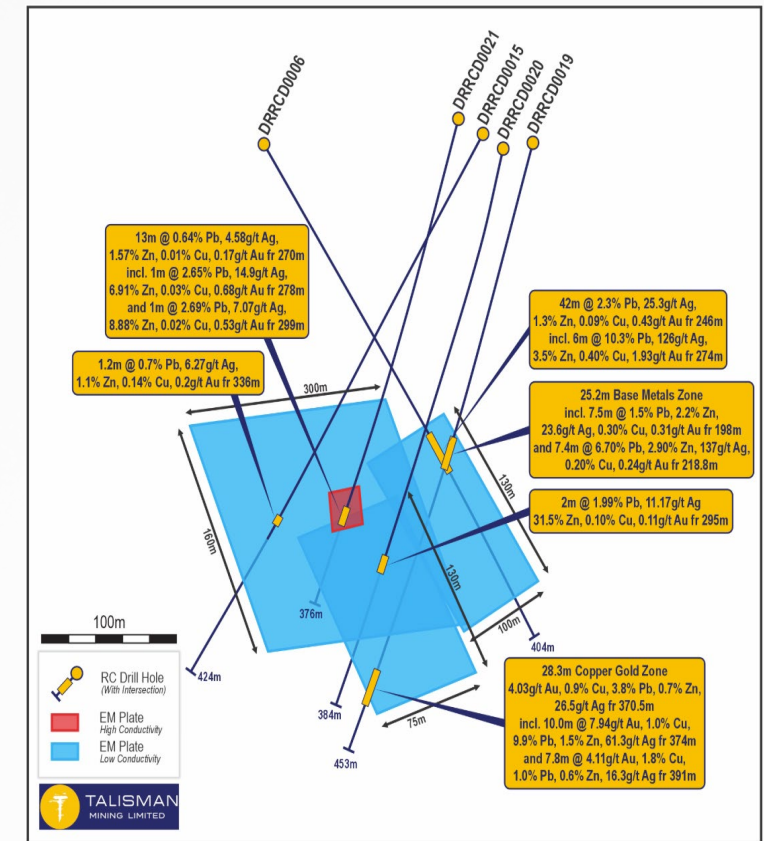 DRRCD0006
DRRCD0021
DRRCD0015
DRRCD0020
DRRCD0019
13m @ 0.64% Pb, 4.58g/t Ag,
1.57% Zn, 0.01% Cu, 0.17g/t Au fr 270m
incl. 1m @ 2.65% Pb, 14.9g/t Ag,
6.91% Zn, 0.03% Cu, 0.68g/t Au fr 278m
and 1m @ 2.69% Pb, 7.07g/t Ag,
8.88% Zn, 0.02% Cu, 0.53g/t Au fr 299m
1.2m @ 0.7% Pb, 6.27g/t Ag,
1.1% Zn, 0.14% Cu, 0.2g/t Au fr 336m
42m @ 2.3% Pb, 25.3g/t Ag,
1.3% Zn, 0.09% Cu, 0.43g/t Au fr 246m
incl. 6m @ 10.3% Pb, 126g/t Ag,
3.5% Zn, 0.40% Cu, 1.93g/t Au fr 274m
25.2m Base Metals Zone
incl. 7.5m @ 1.5% Pb, 2.2% Zn,
23.6g/t Ag, 0.30% Cu, 0.31g/t Au fr 198m
and 7.4m @ 6.70% Pb, 2.90% Zn, 137g/t Ag,
0.20% Cu, 0.24g/t Au fr 218.8m
2m @ 1.99% Pb, 11.17g/t Ag
31.5% Zn, 0.10% Cu, 0.11g/t Au fr 295m
300m
160m
130m
130m
100m
75m
376m
404m
424m
384m
453m
28.3m Copper Gold Zone
4.03g/t Au, 0.9% Cu, 3.8% Pb, 0.7% Zn,
26.5g/t Ag fr 370.5m
incl. 10.0m @ 7.94g/t Au, 1.0% Cu,
9.9% Pb, 1.5% Zn, 61.3g/t Ag fr 374m
and 7.8m @ 4.11g/t Au, 1.8% Cu,
1.0% Pb, 0.6% Zn, 16.3g/t Ag fr 391m
100m
RC Drill Hole
(With Intersection)
EM Plate
High Conductivity
EM Plate
Low Conductivity
TALISMAN
MINING LIMITED